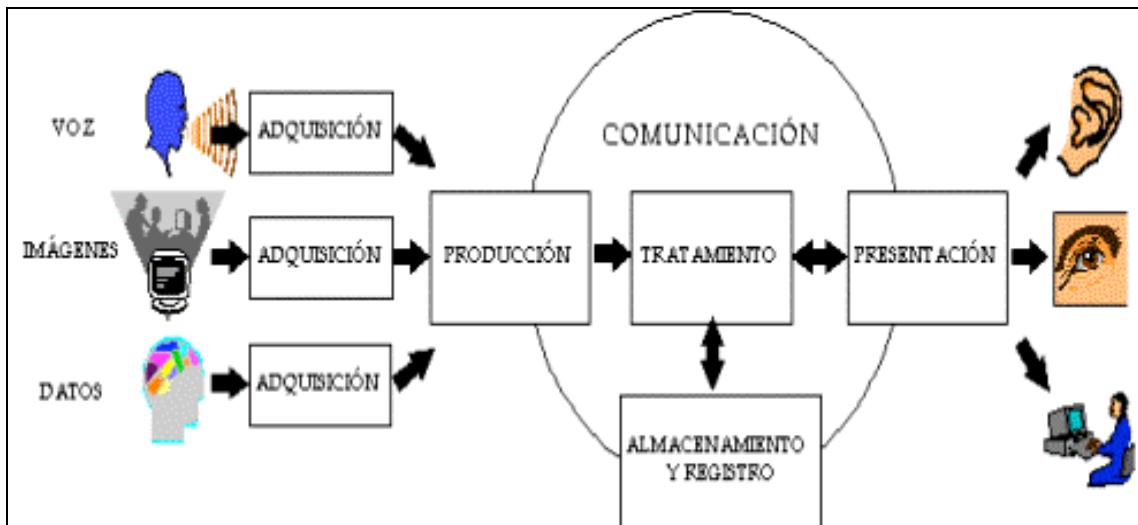 VOZ
ADQUISICIÓN
COMUNICACIÓN
IMÁGENES
ADQUISICIÓN
PRODUCCIÓN
TRATAMIENTO
PRESENTACIÓN
DATOS
ADQUISICIÓN
ALMACENAMIENTO
Y REGISTRO